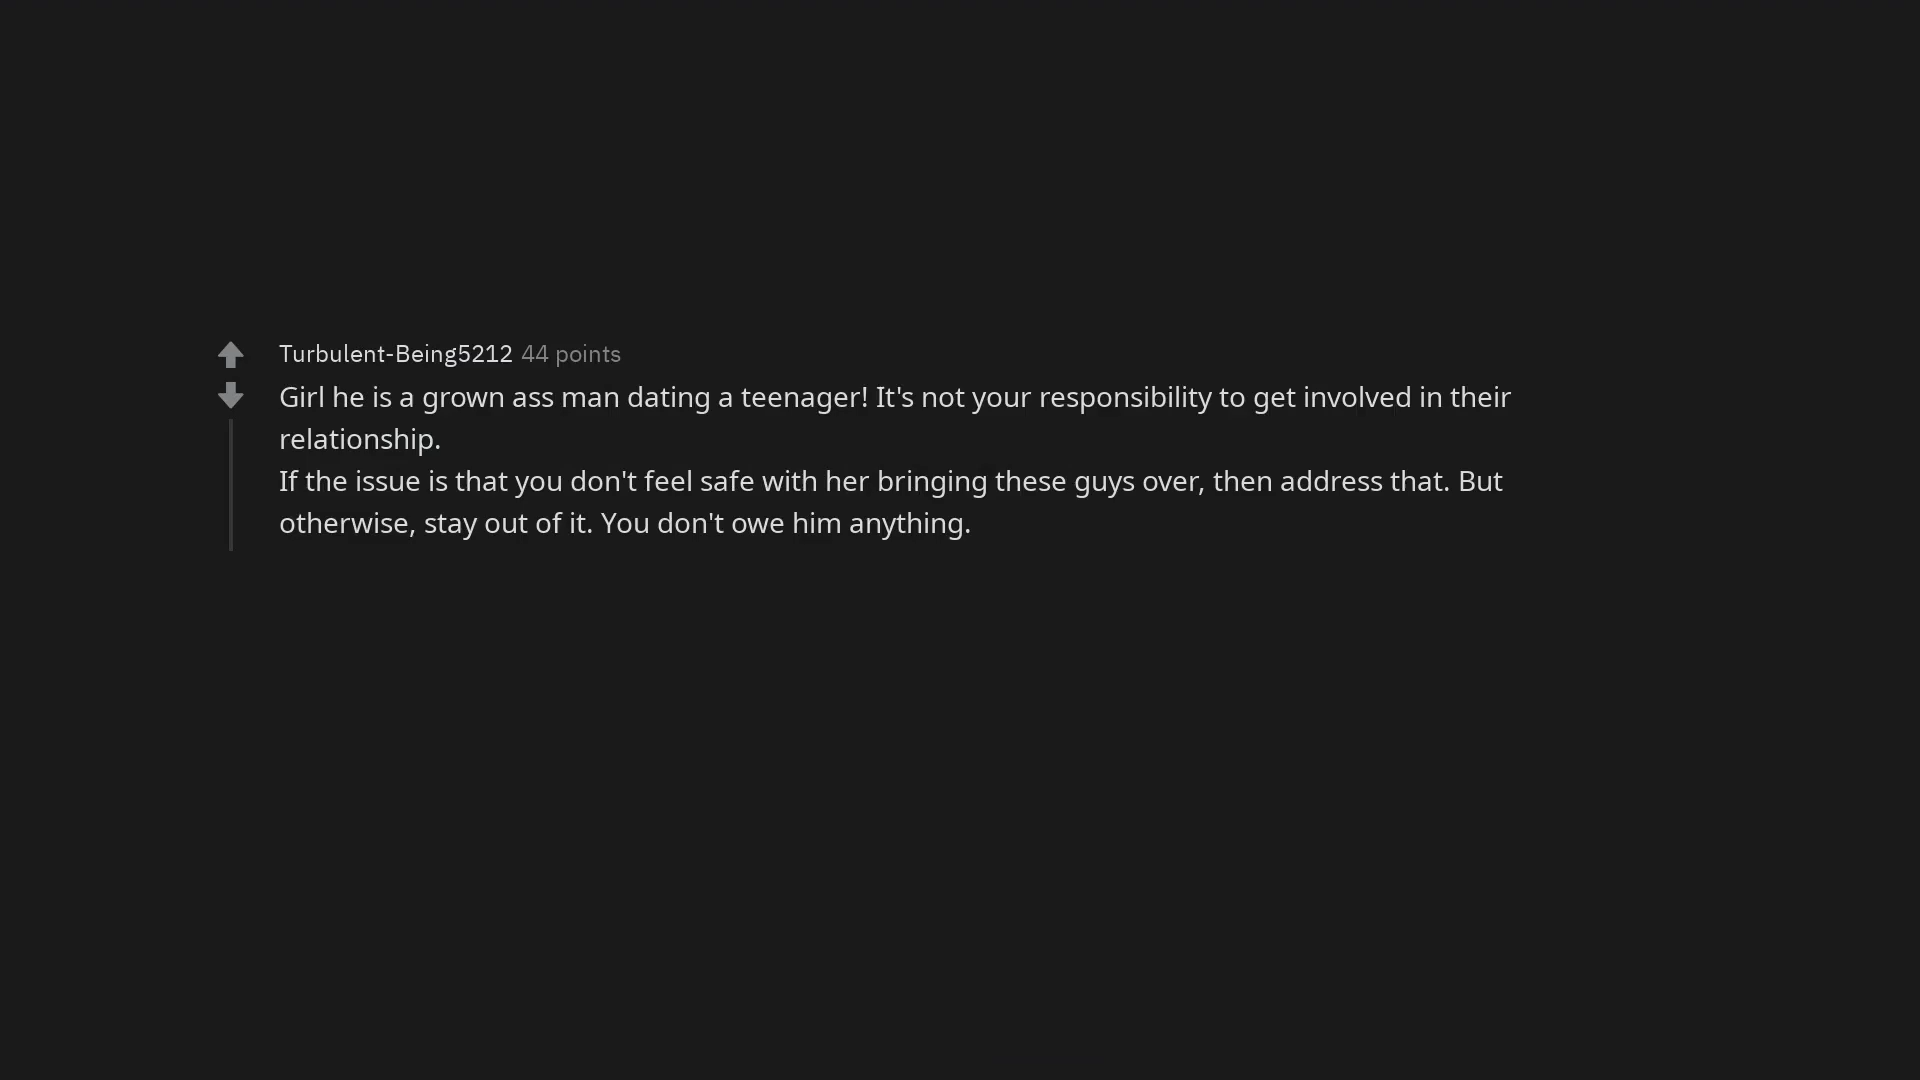 Turbulent-Being5212 44 points
Girl he is a grown ass man dating a teenager! It's not your responsibility to get involved in their
relationship.
If the issue is that you don't feel safe with her bringing these guys over, then address that. But
otherwise, stay out of it. You don't owe him anything.